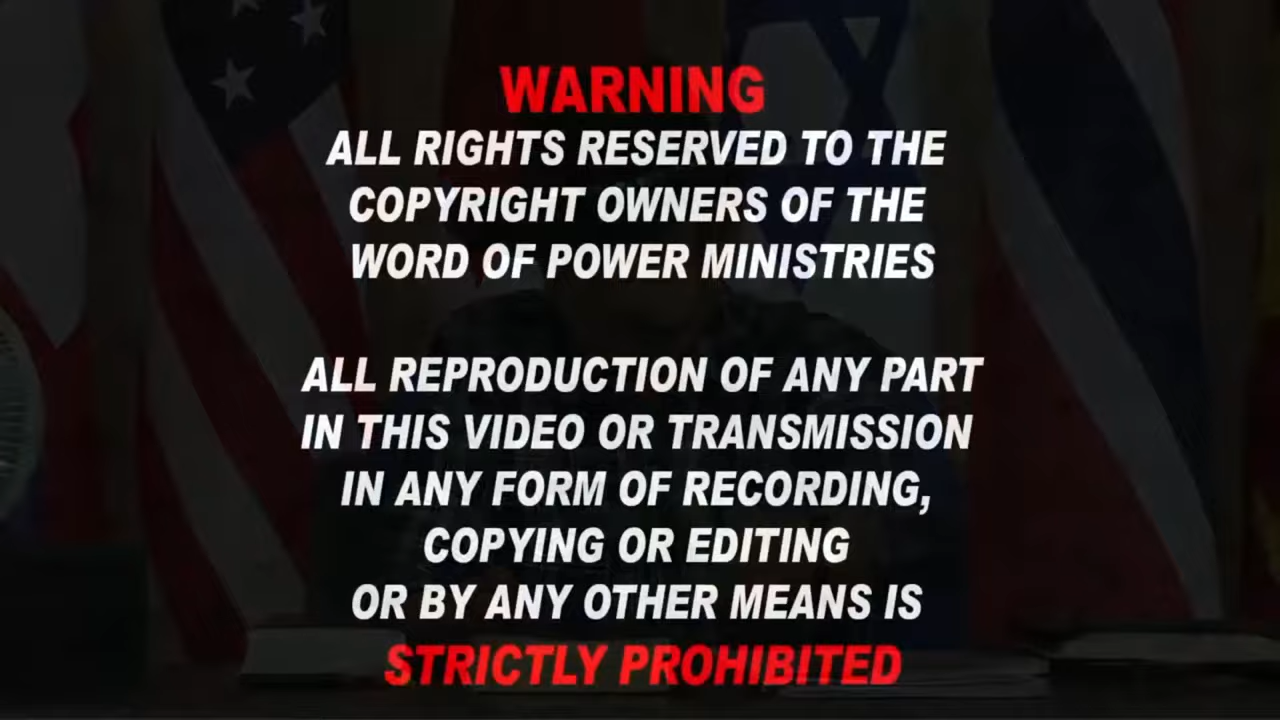 WARNING
ALL RIGHTS RESERVED TO THE
COPYRIGHT OWNERS OF THE
WORD OF POWER MINISTRIES
ALL REPRODUCTION OF ANY PART
IN THIS VIDEO OR TRANSMISSION
IN ANY FORM OF RECORDING,
COPYING OR EDITING
OR BY ANY OTHER MEANS IS
STRICTLY PROHIBITED